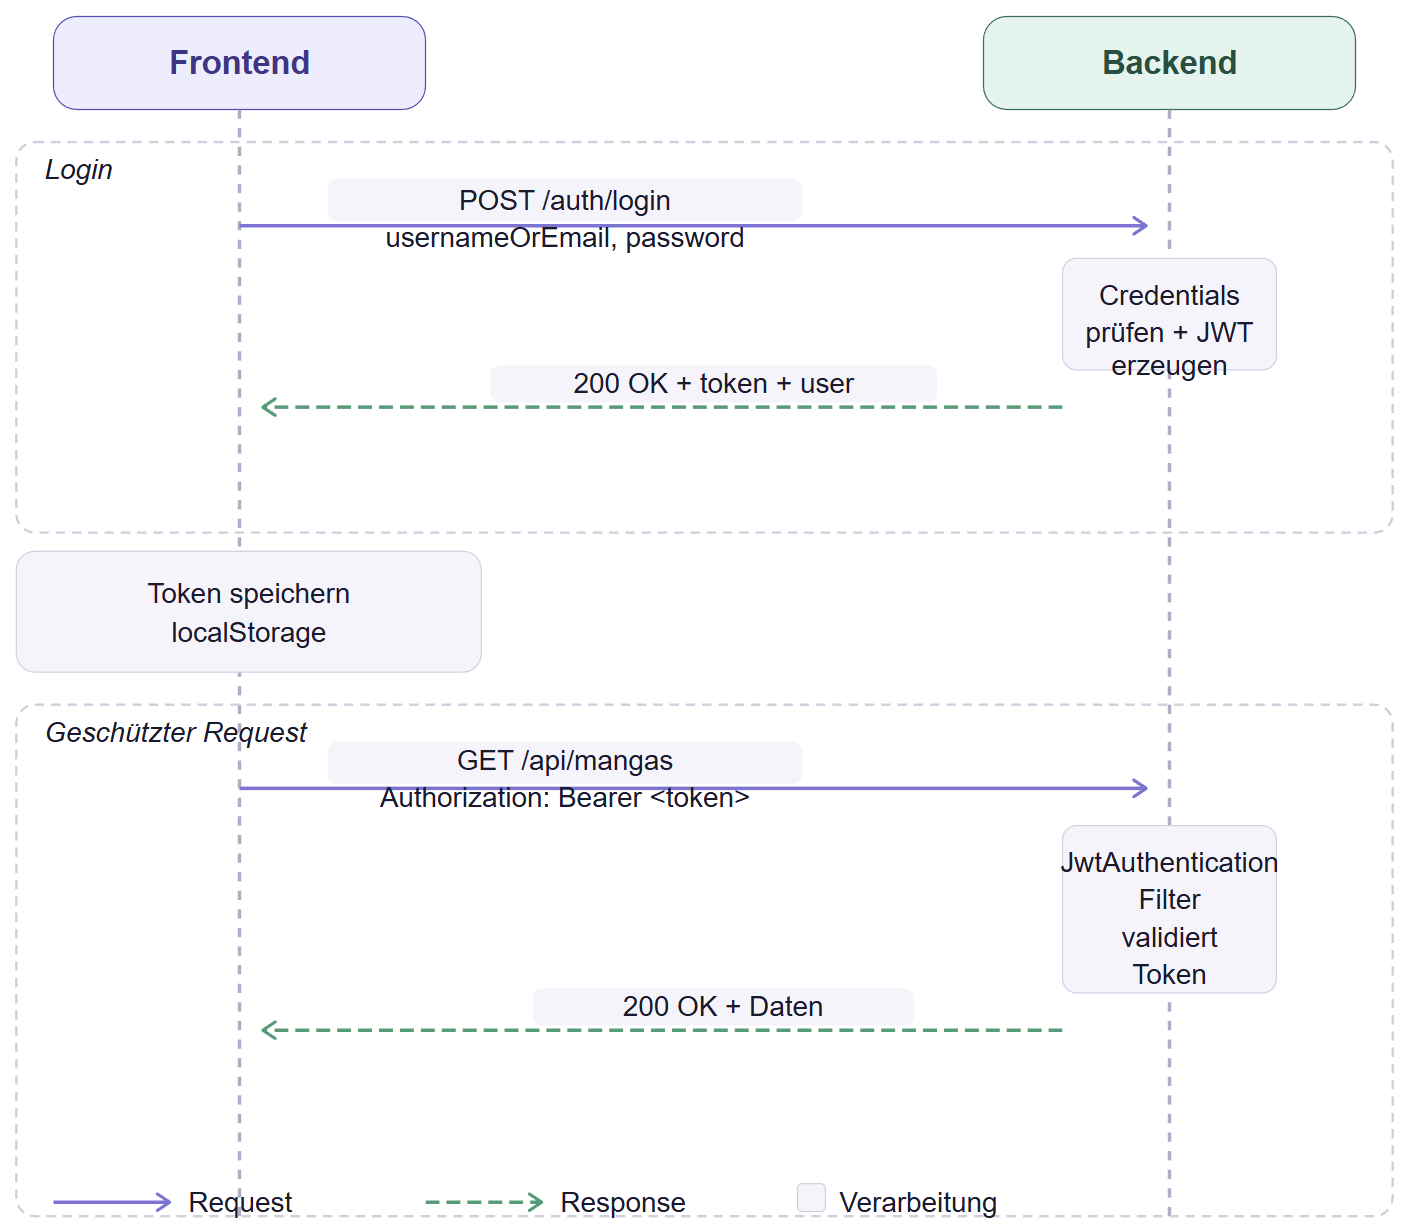 Frontend
Backend
Login
POST /auth/login
usernameOrEmail, password
Credentials
prüfen + JWT
erzeugen
200 OK + token + user
Token speichern
localStorage
Geschützter Request
GET /api/mangas
Authorization: Bearer <token>
JwtAuthentication
Filter
validiert
Token
200 OK + Daten
Request
Response
Verarbeitung